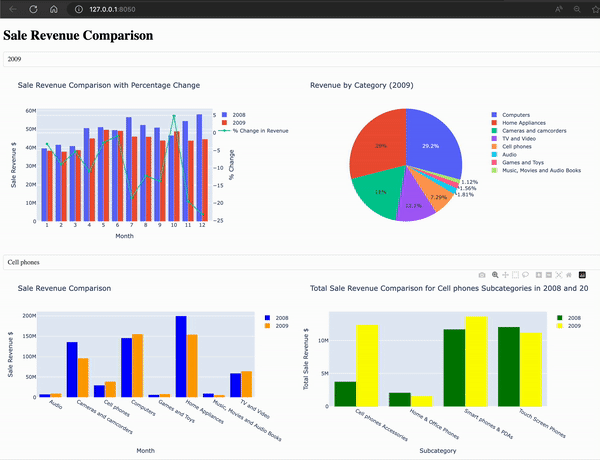 127.0.0.1:8050
Sale Revenue Comparison
2009
Sale Revenue Comparison with Percentage Change
Sale Revenue $
60M
50M
40M
30M
20M
10M
0
1 2 3 4 5 6 7 8 9 10 11 12
Month
5
0
−5
−10
−15
−20
−25
% Change
2008
2009
% Change in Revenue
Revenue by Category (2009)
29.2%
28%
13%
12.2%
7.29%
1.81%
1.56%
1.12%
Computers
Home Appliances
Cameras and camcorders
TV and Video
Cell phones
Audio
Games and Toys
Music, Movies and Audio Books
Cell phones
Sale Revenue Comparison
Sale Revenue $
200M
150M
100M
50M
0
Audio
Cameras and camcorders
Cell phones
Computers
Games and Toys
Home Appliances
Music, Movies and Audio Books
TV and Video
Month
2008
2009
Total Sale Revenue Comparison for Cell phones Subcategories in 2008 and 20
Total Sale Revenue $
10M
5M
0
Cell phones Accessories
Home & Office Phones
Smart phones & PDAs
Touch Screen Phones
Subcategory
2008
2009